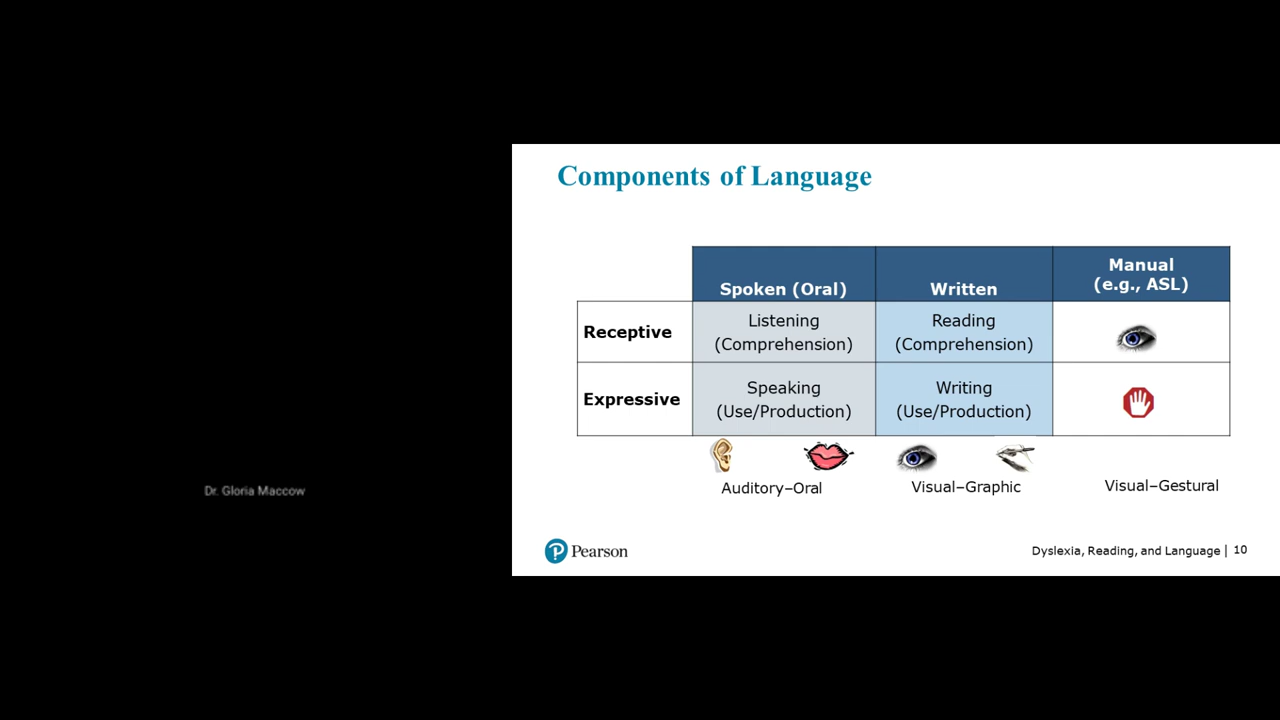 Components of Language
Manual
Spoken (Oral) Written (e.g., ASL)
Receptive
Listening
(Comprehension)
Reading
(Comprehension)
Expressive
Speaking
(Use/Production)
Writing
(Use/Production)
Auditory–Oral
Visual–Graphic
Visual–Gestural
Dr. Gloria Maccow
P Pearson
Dyslexia, Reading, and Language | 10